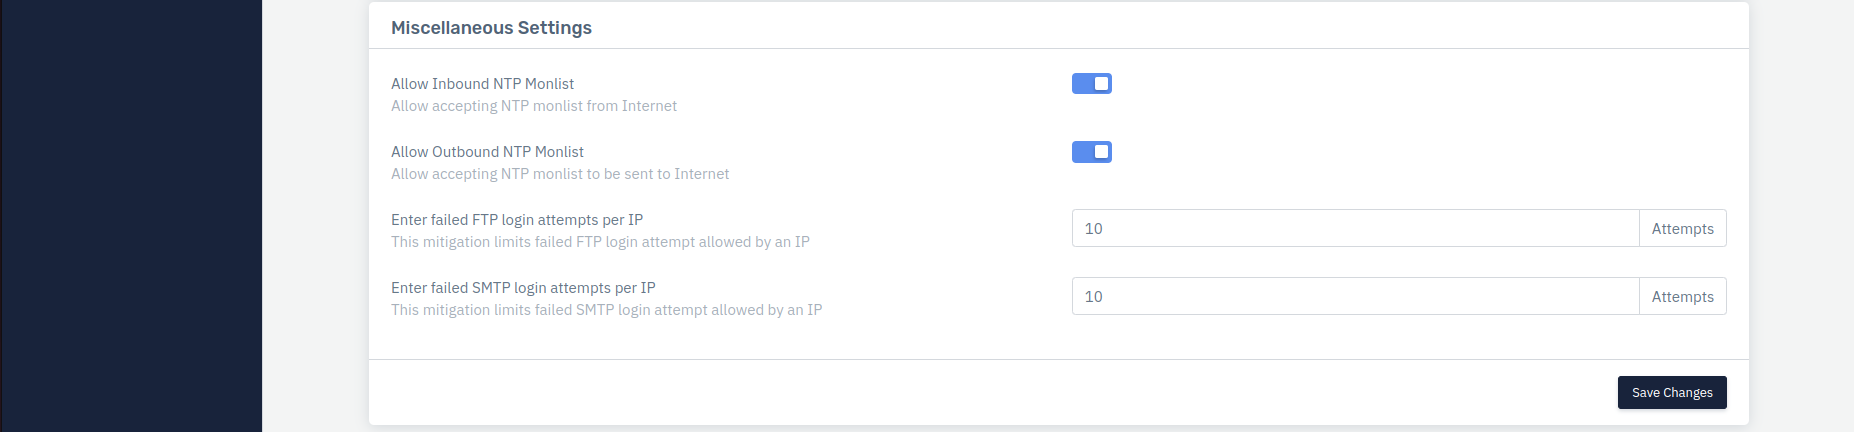 Miscellaneous Settings
Allow Inbound NTP Monlist
Allow accepting NTP monlist from Internet
Allow Outbound NTP Monlist
Allow accepting NTP monlist to be sent to Internet
Enter failed FTP login attempts per IP
This mitigation limits failed FTP login attempt allowed by an IP
10 Attempts
Enter failed SMTP login attempts per IP
This mitigation limits failed SMTP login attempt allowed by an IP
10 Attempts
Save Changes